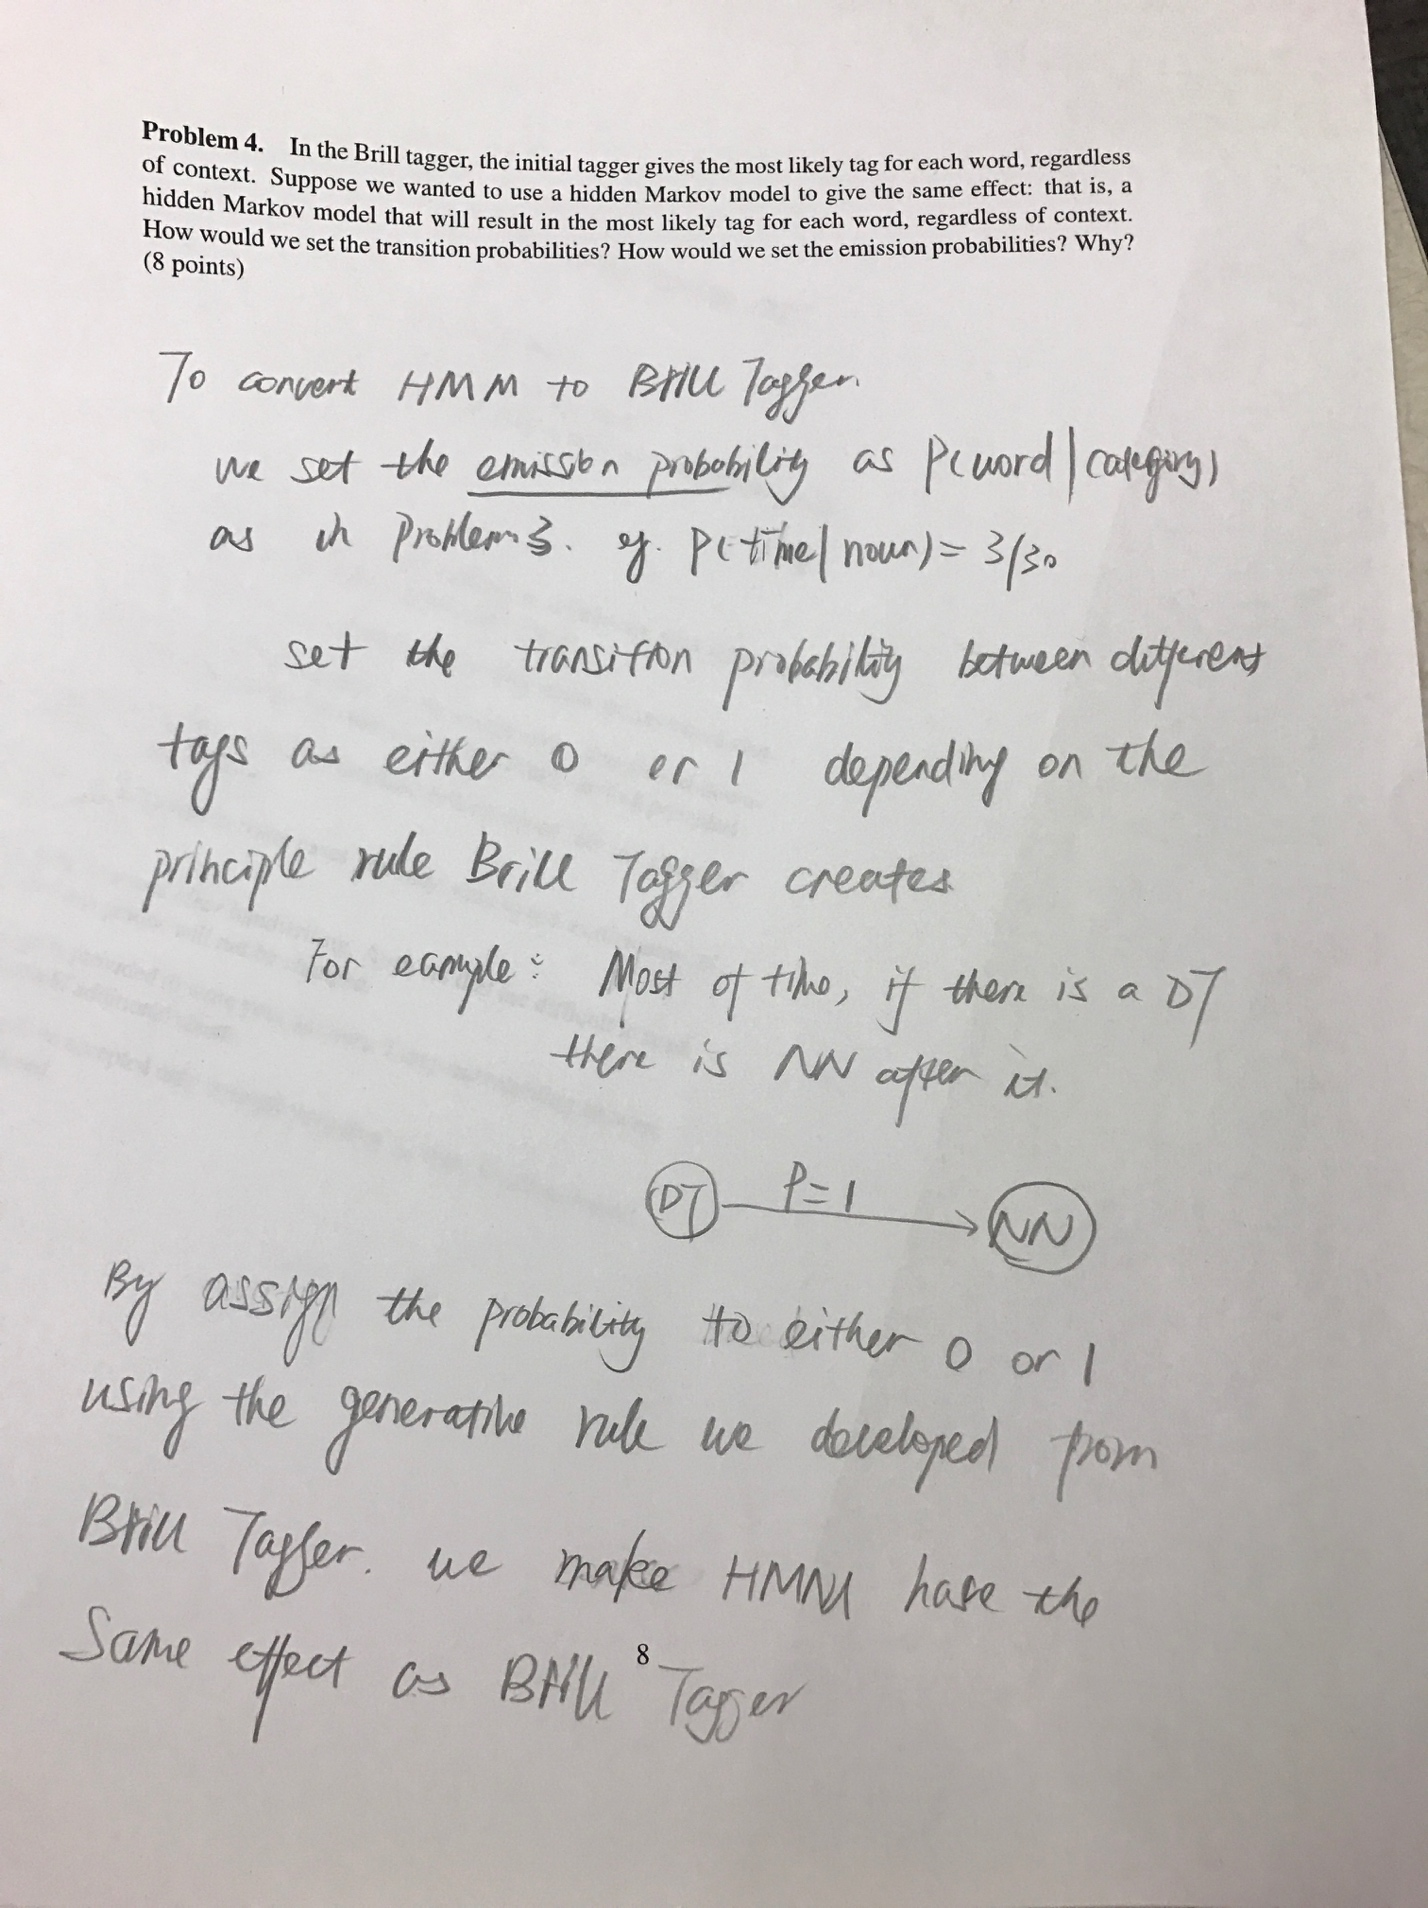 Problem 4. In the Brill tagger, the initial tagger gives the most likely tag for each word, regardless
of context. Suppose we wanted to use a hidden Markov model to give the same effect: that is, a
hidden Markov model that will result in the most likely tag for each word, regardless of context.
How would we set the transition probabilities? How would we set the emission probabilities? Why?
(8 points)
To convert HMM to Brill Tagger
we set the emission probability as P(word | category)
as in Problem 3. eg. P(time | noun) = 3/30
set the transition probability between different
tags as either 0 or 1 depending on the
principle rule Brill Tagger creates
For eample: Most of time, if there is a DT
there is NN after it.
DT P=1 NN
By assign the probability to either 0 or 1
using the generative rule we developed from
Brill Tagger. we make HMM have the
Same effect as Brill Tagger
8